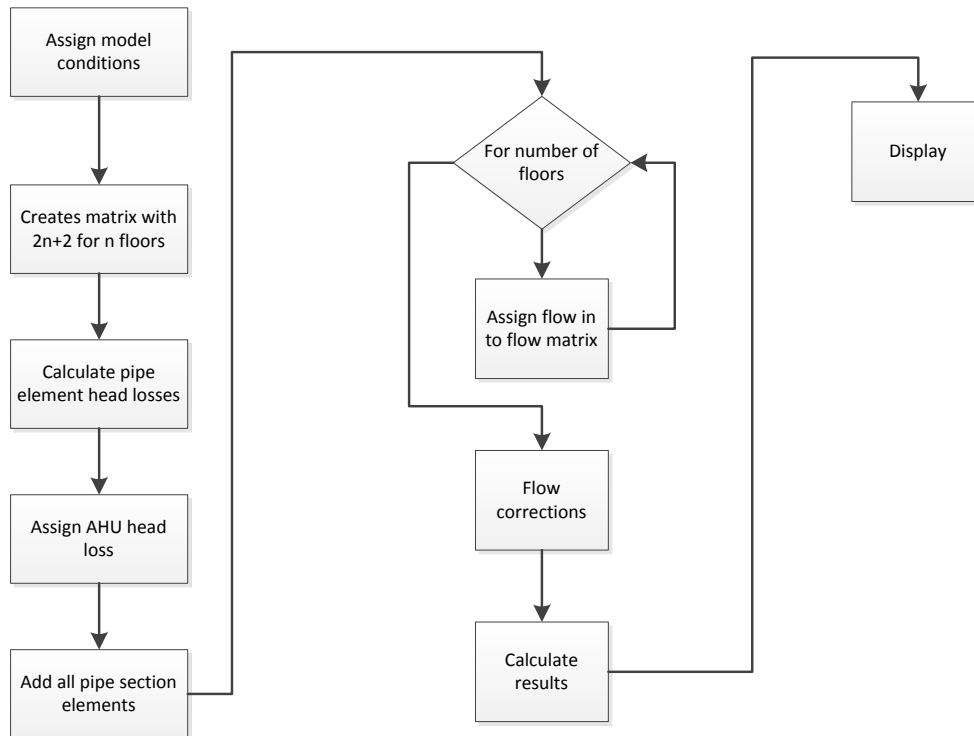 Assign model
conditions
Creates matrix with
2n+2 for n floors
Calculate pipe
element head losses
Assign AHU head
loss
Add all pipe section
elements
For number of
floors
Assign flow in
to flow matrix
Flow
corrections
Calculate
results
Display